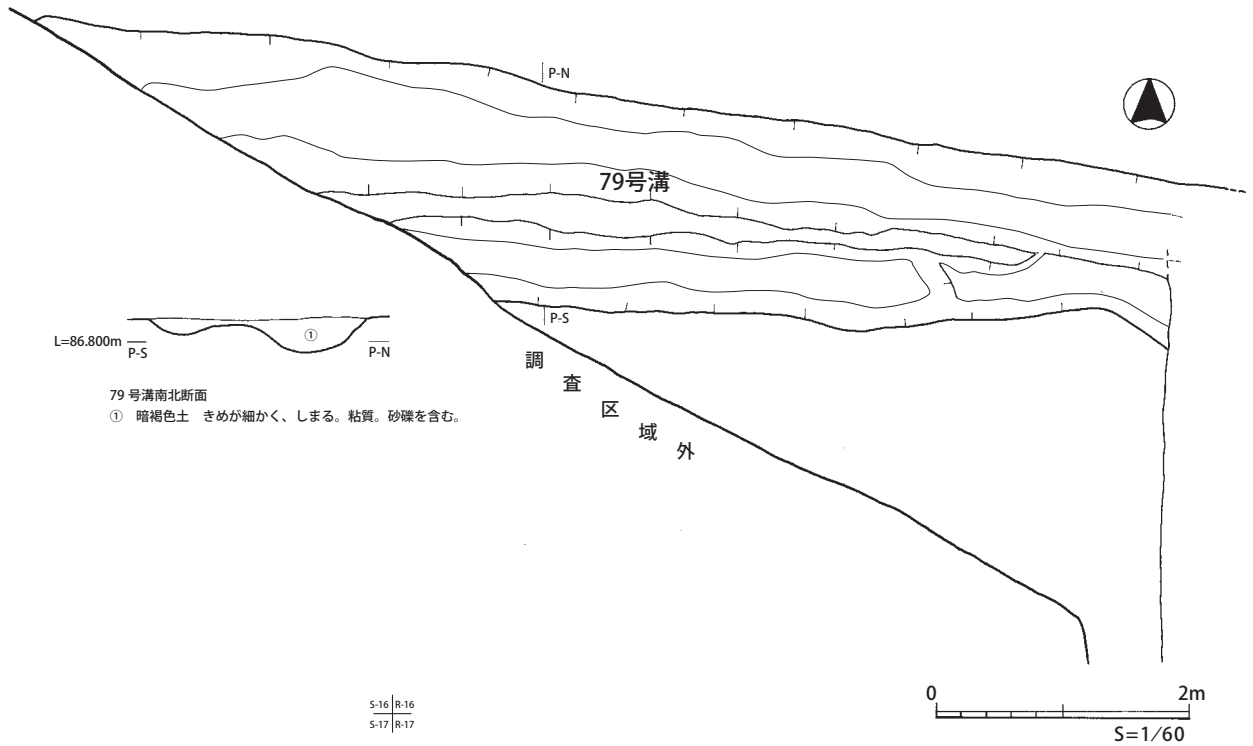 P-N
79号溝
P-S
調査区域外
①
L=86.800m
P-S
P-N
79 号溝南北断面
① 暗褐色土 きめが細かく、しまる。粘質。砂礫を含む。
S-16 R-16
S-17 R-17
0 2m
S=1/60